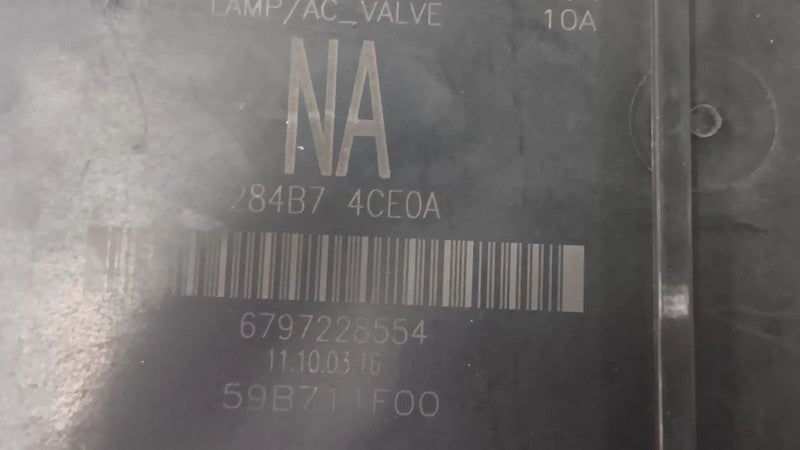 LAMP/AC_VALVE
10A
NA
284B7 4CE0A
6797228554
11.10.03.16
59B711F00